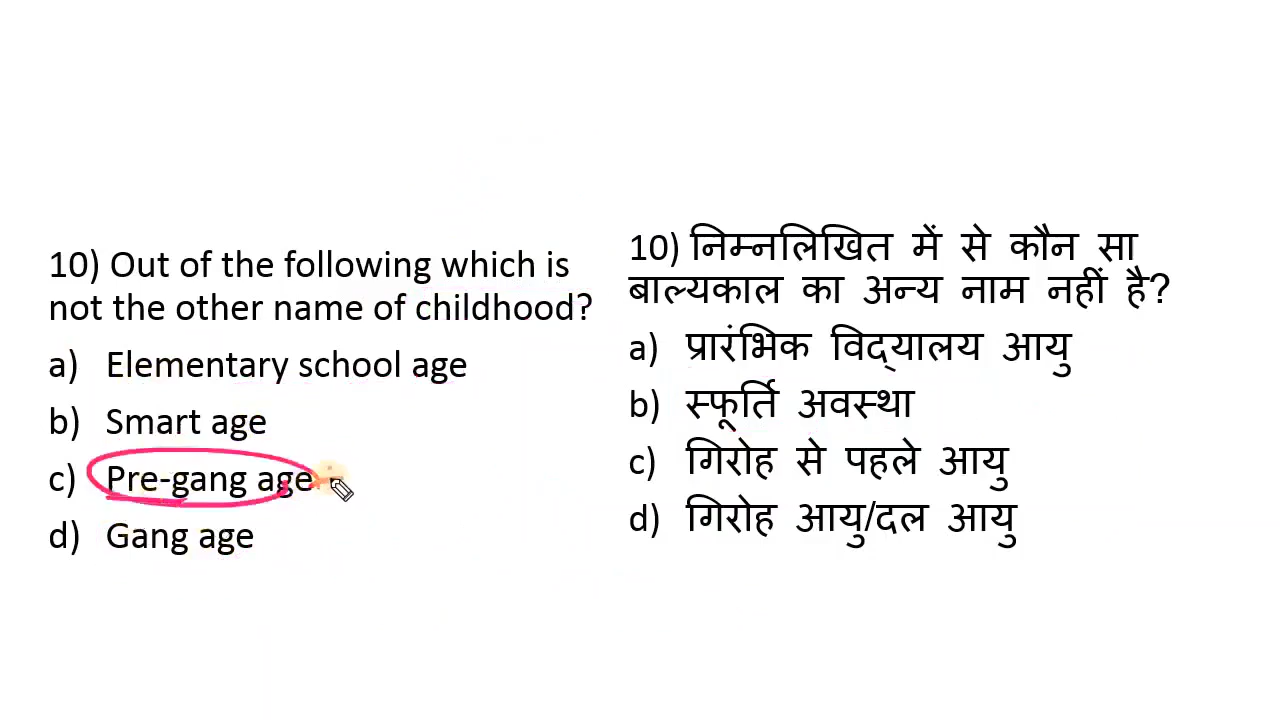 10) Out of the following which is
not the other name of childhood?
a) Elementary school age
b) Smart age
c) Pre-gang age
d) Gang age
10) निम्नलिखित में से कौन सा
बाल्यकाल का अन्य नाम नहीं है?
a) प्रारंभिक विद्यालय आयु
b) स्फूर्ति अवस्था
c) गिरोह से पहले आयु
d) गिरोह आयु/दल आयु